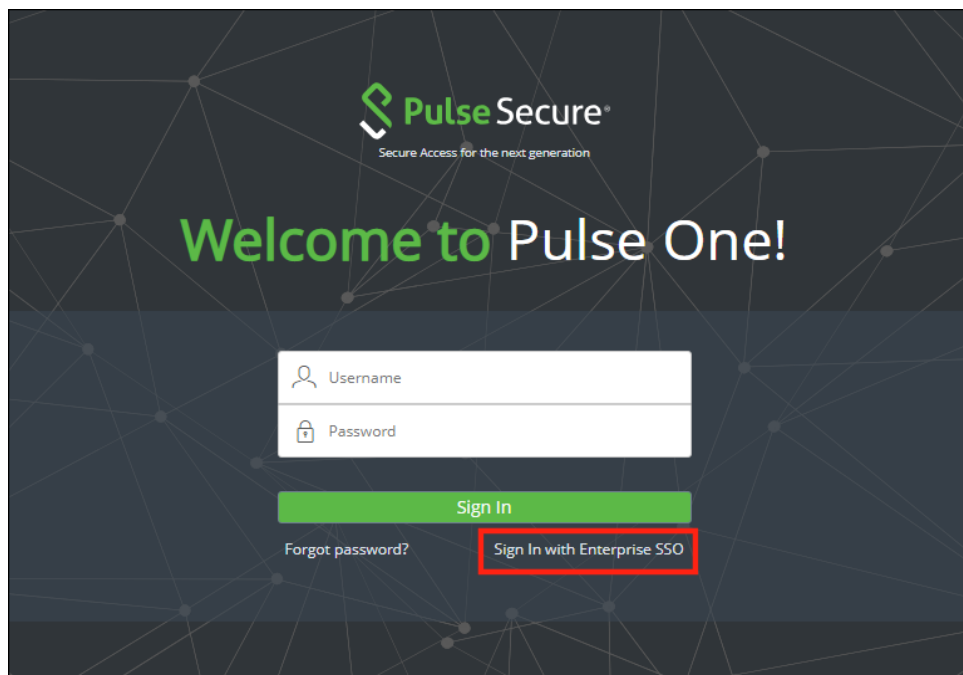 Pulse Secure®
Secure Access for the next generation
Welcome to Pulse One!
Username
Password
Sign In
Forgot password? Sign In with Enterprise SSO